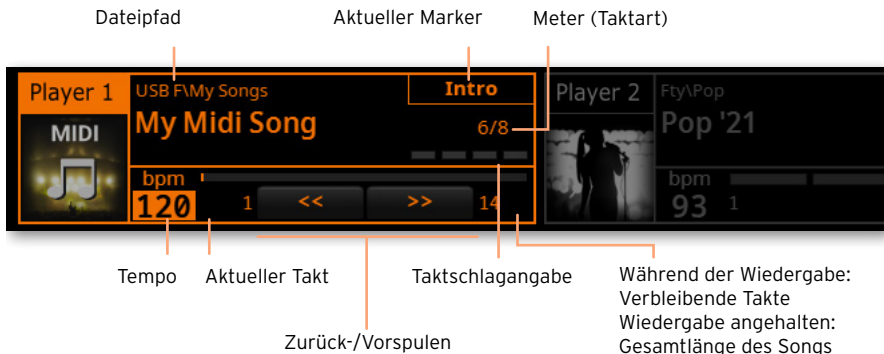 Dateipfad
Aktueller Marker
Meter (Taktart)
Player 1
USB F\My Songs
Intro
My Midi Song
6/8
MIDI
bpm
120
1
<<
>>
14
Player 2
Fty\Pop
Pop '21
bpm
93
1
Tempo
Aktueller Takt
Taktschlagangabe
Während der Wiedergabe:
Verbleibende Takte
Wiedergabe angehalten:
Gesamtlänge des Songs
Zurück-/Vorspulen